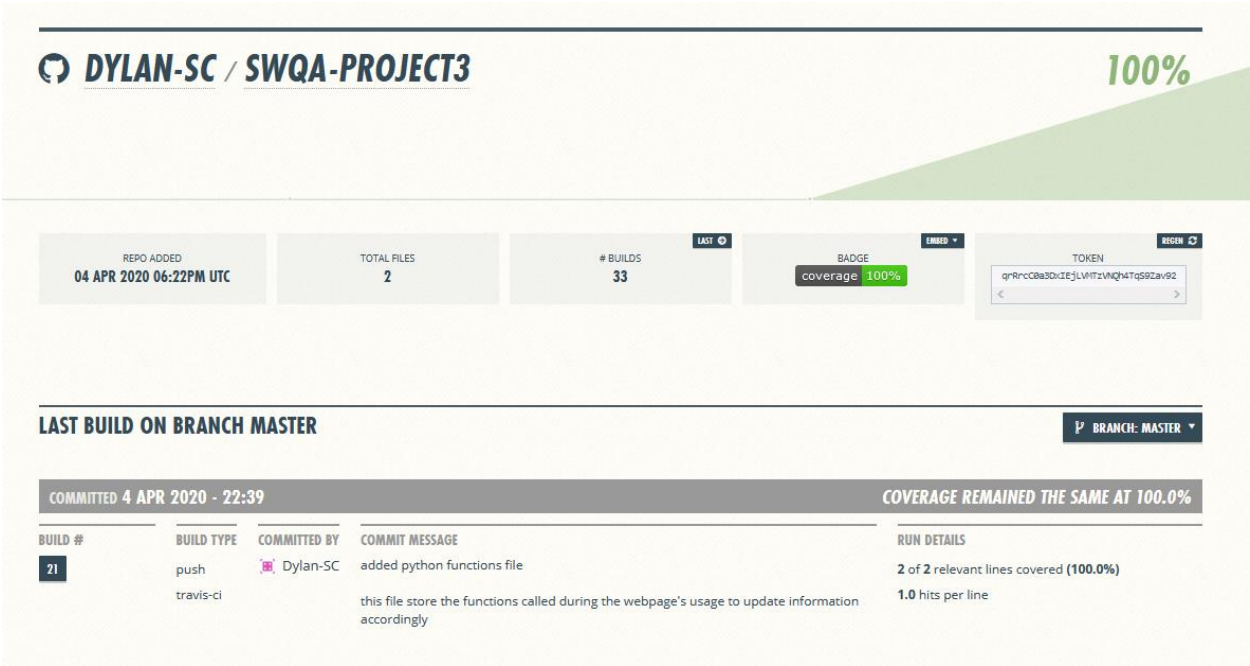 DYLAN-SC / SWQA-PROJECT3
100%
LAST
EMBED
REGEN
REPO ADDED
04 APR 2020 06:22PM UTC
TOTAL FILES
2
# BUILDS
33
BADGE
coverage 100%
TOKEN
LAST BUILD ON BRANCH MASTER
BRANCH: MASTER
COMMITTED 4 APR 2020 - 22:39
COVERAGE REMAINED THE SAME AT 100.0%
BUILD #
21
BUILD TYPE
push
travis-ci
COMMITTED BY
Dylan-SC
COMMIT MESSAGE
added python functions file
this file store the functions called during the webpage's usage to update information
accordingly
RUN DETAILS
2 of 2 relevant lines covered (100.0%)
1.0 hits per line